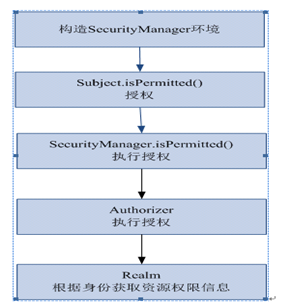 构造SecurityManager环境
Subject.isPermitted()
授权
SecurityManager.isPermitted()
执行授权
Authorizer
执行授权
Realm
根据身份获取资源权限信息